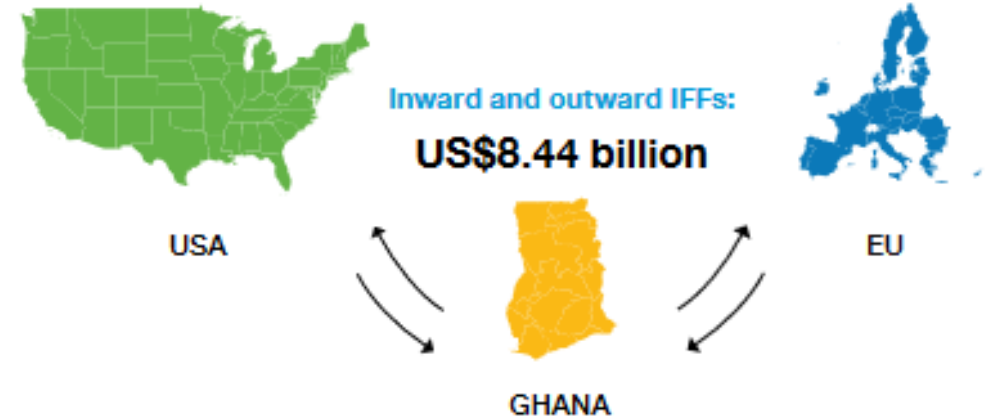 Inward and outward IFFs:
US$8.44 billion
USA
EU
GHANA